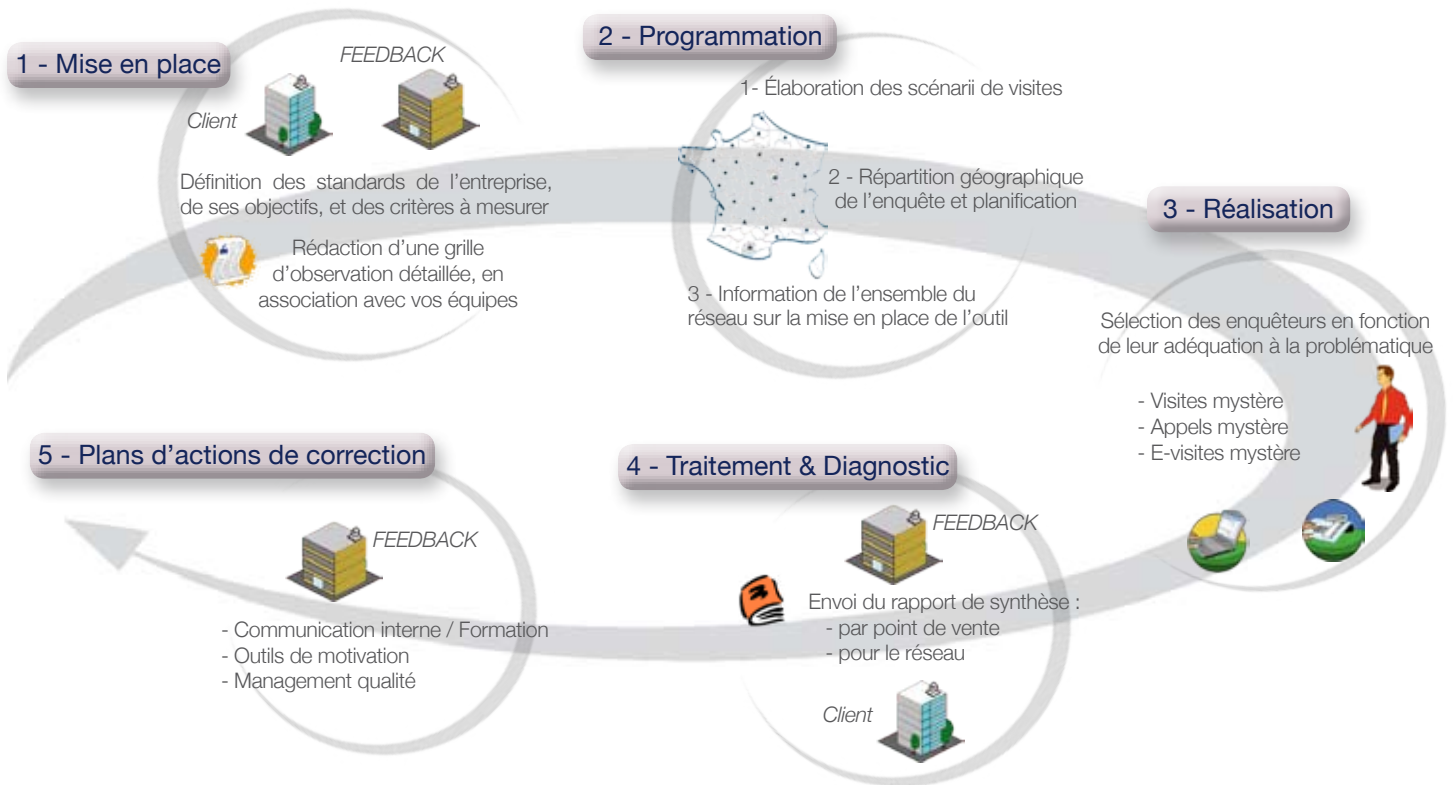 1 - Mise en place
FEEDBACK
Client
Définition des standards de l'entreprise,
de ses objectifs, et des critères à mesurer
Rédaction d'une grille
d'observation détaillée, en
association avec vos équipes
2 - Programmation
1- Élaboration des scénarii de visites
2 - Répartition géographique
de l'enquête et planification
3 - Information de l'ensemble du
réseau sur la mise en place de l'outil
3 - Réalisation
Sélection des enquêteurs en fonction
de leur adéquation à la problématique
- Visites mystère
- Appels mystère
- E-visites mystère
4 - Traitement & Diagnostic
FEEDBACK
Envoi du rapport de synthèse :
- par point de vente
- pour le réseau
Client
5 - Plans d'actions de correction
FEEDBACK
- Communication interne / Formation
- Outils de motivation
- Management qualité